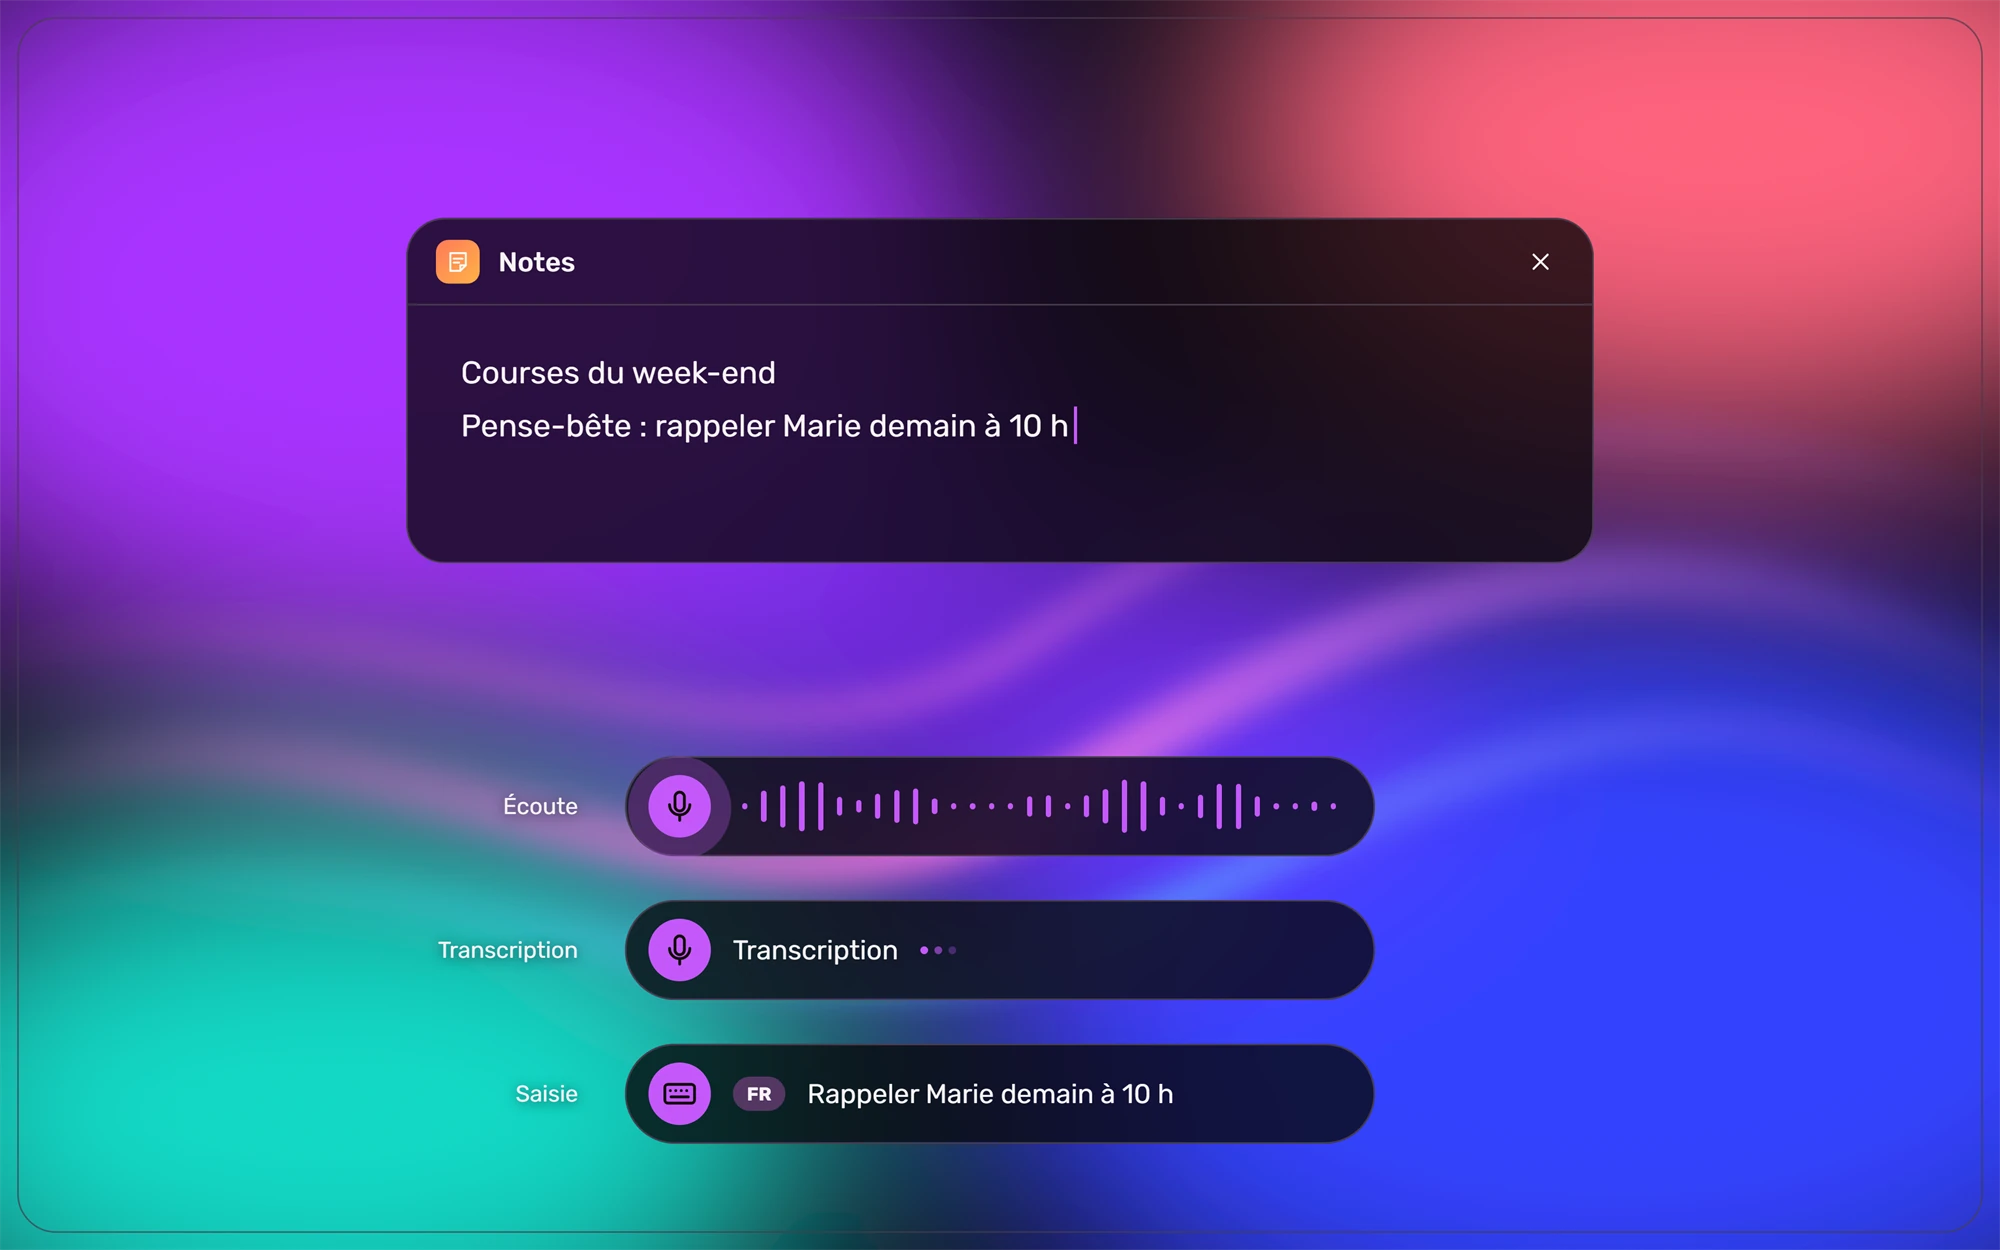 Notes
Courses du week-end
Pense-bête : rappeler Marie demain à 10 h
Écoute
Transcription
Transcription
Saisie
FR
Rappeler Marie demain à 10 h